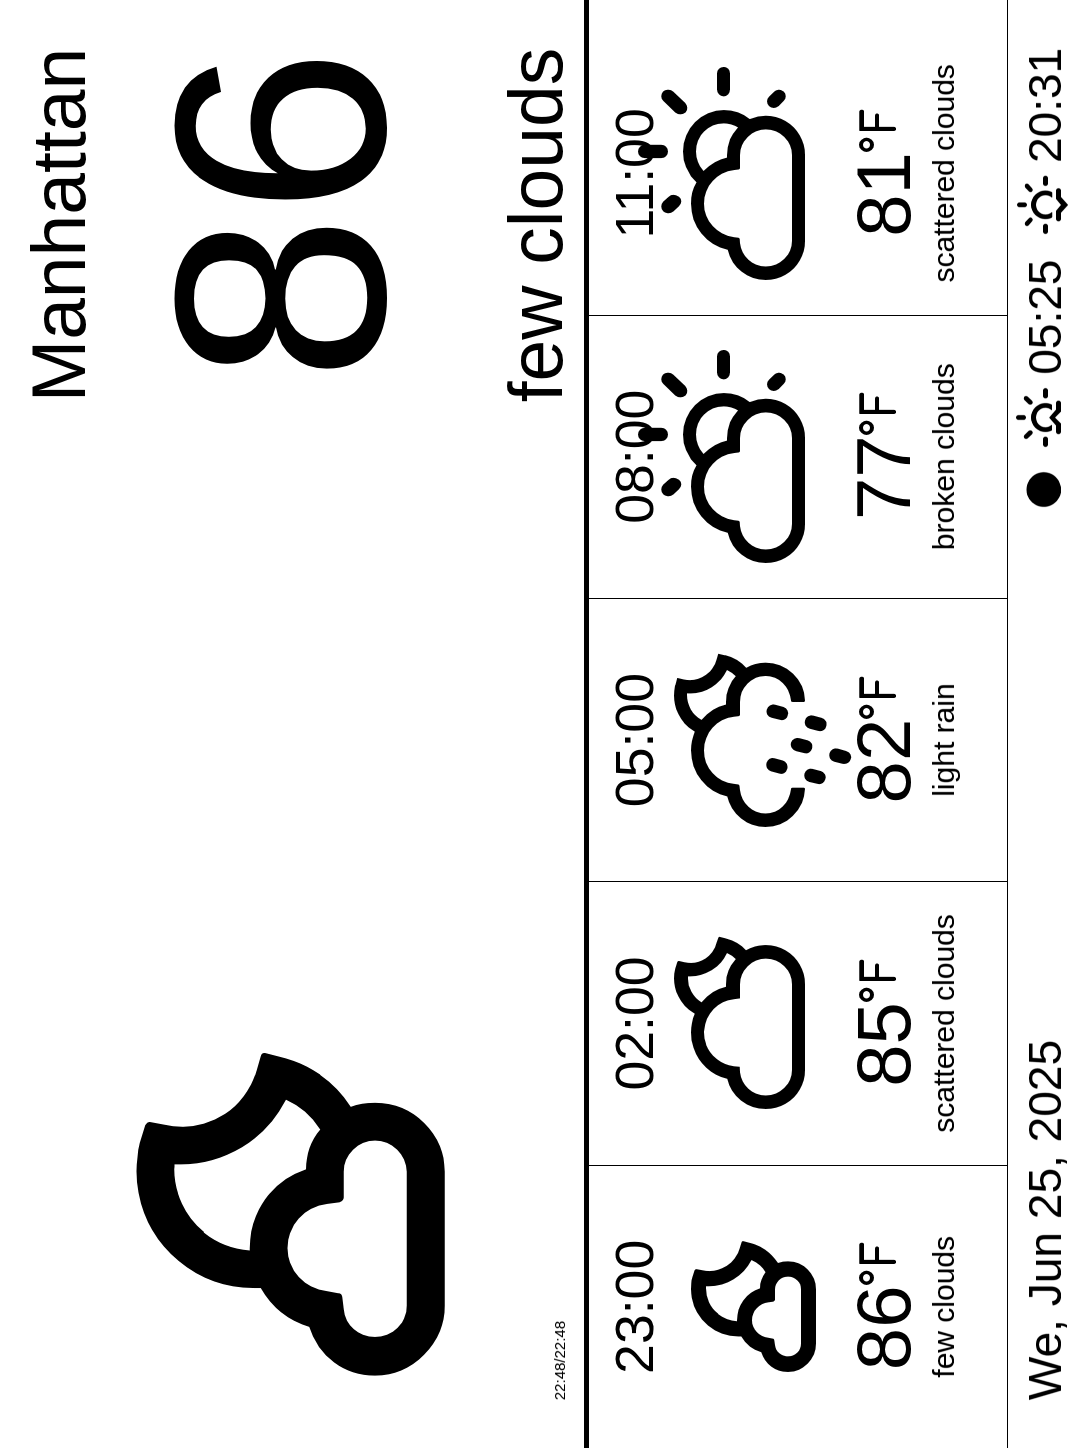 Manhattan
86
few clouds
22:48/22:48
23:00 02:00 05:00 08:00 11:00
86°F 85°F 82°F 77°F 81°F
few clouds scattered clouds light rain broken clouds scattered clouds
We, Jun 25, 2025 05:25 20:31